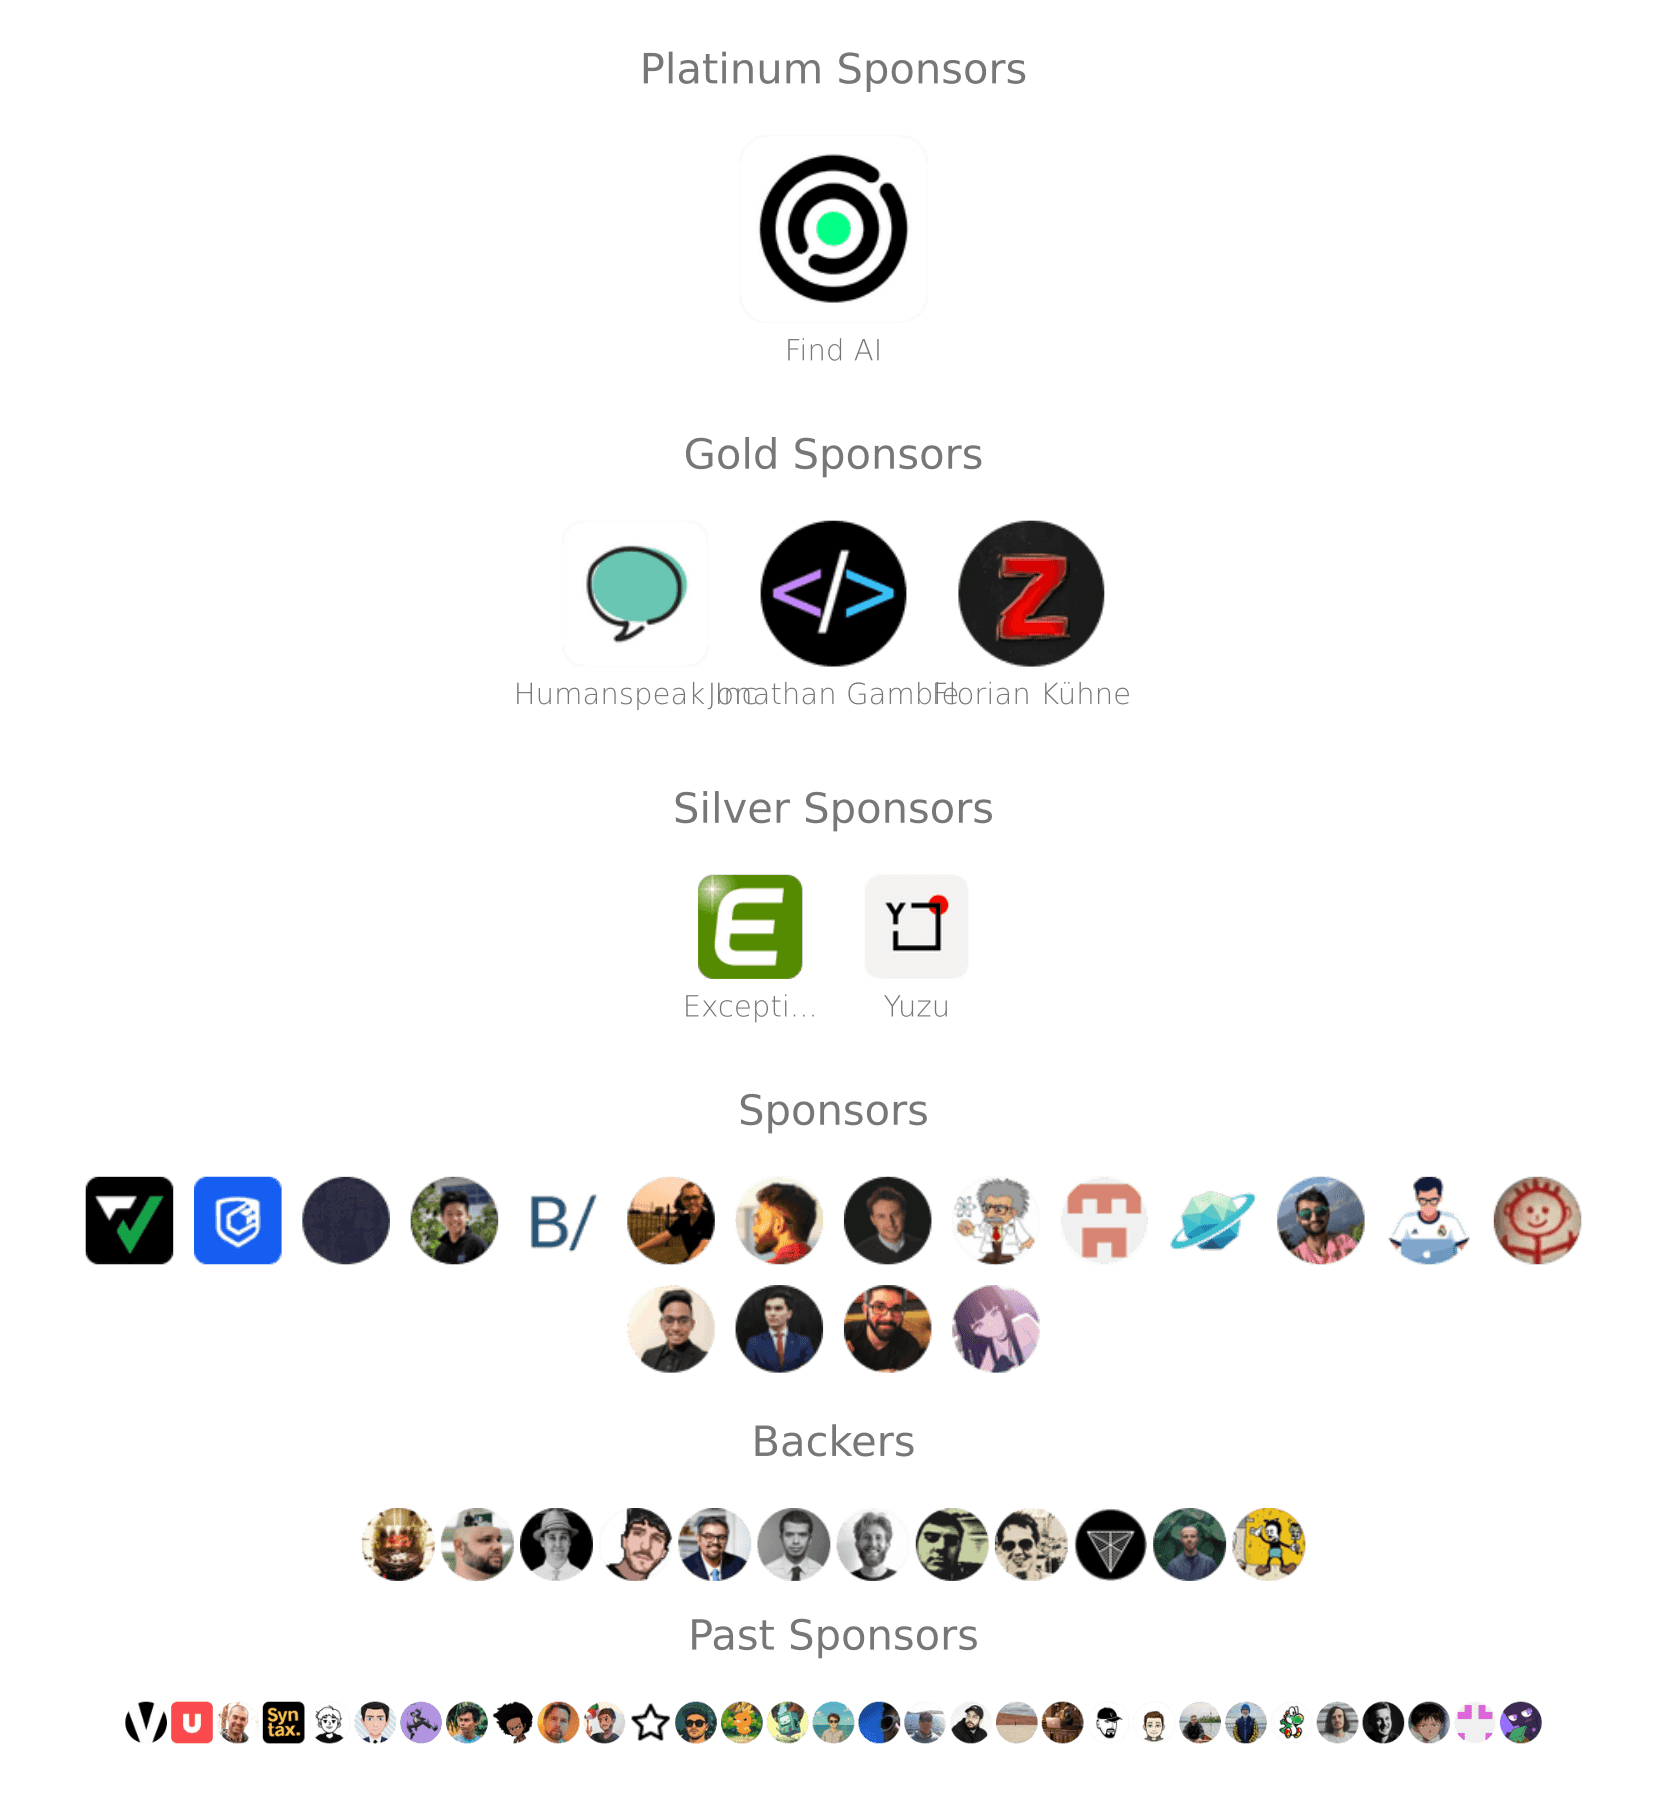 Platinum Sponsors
Find AI
Gold Sponsors
Humanspeak Inc
Jonathan Gamble
Florian Kühne
Silver Sponsors
Excepti...
Yuzu
Y
Sponsors
B/
Backers
Past Sponsors
Syn
tax.